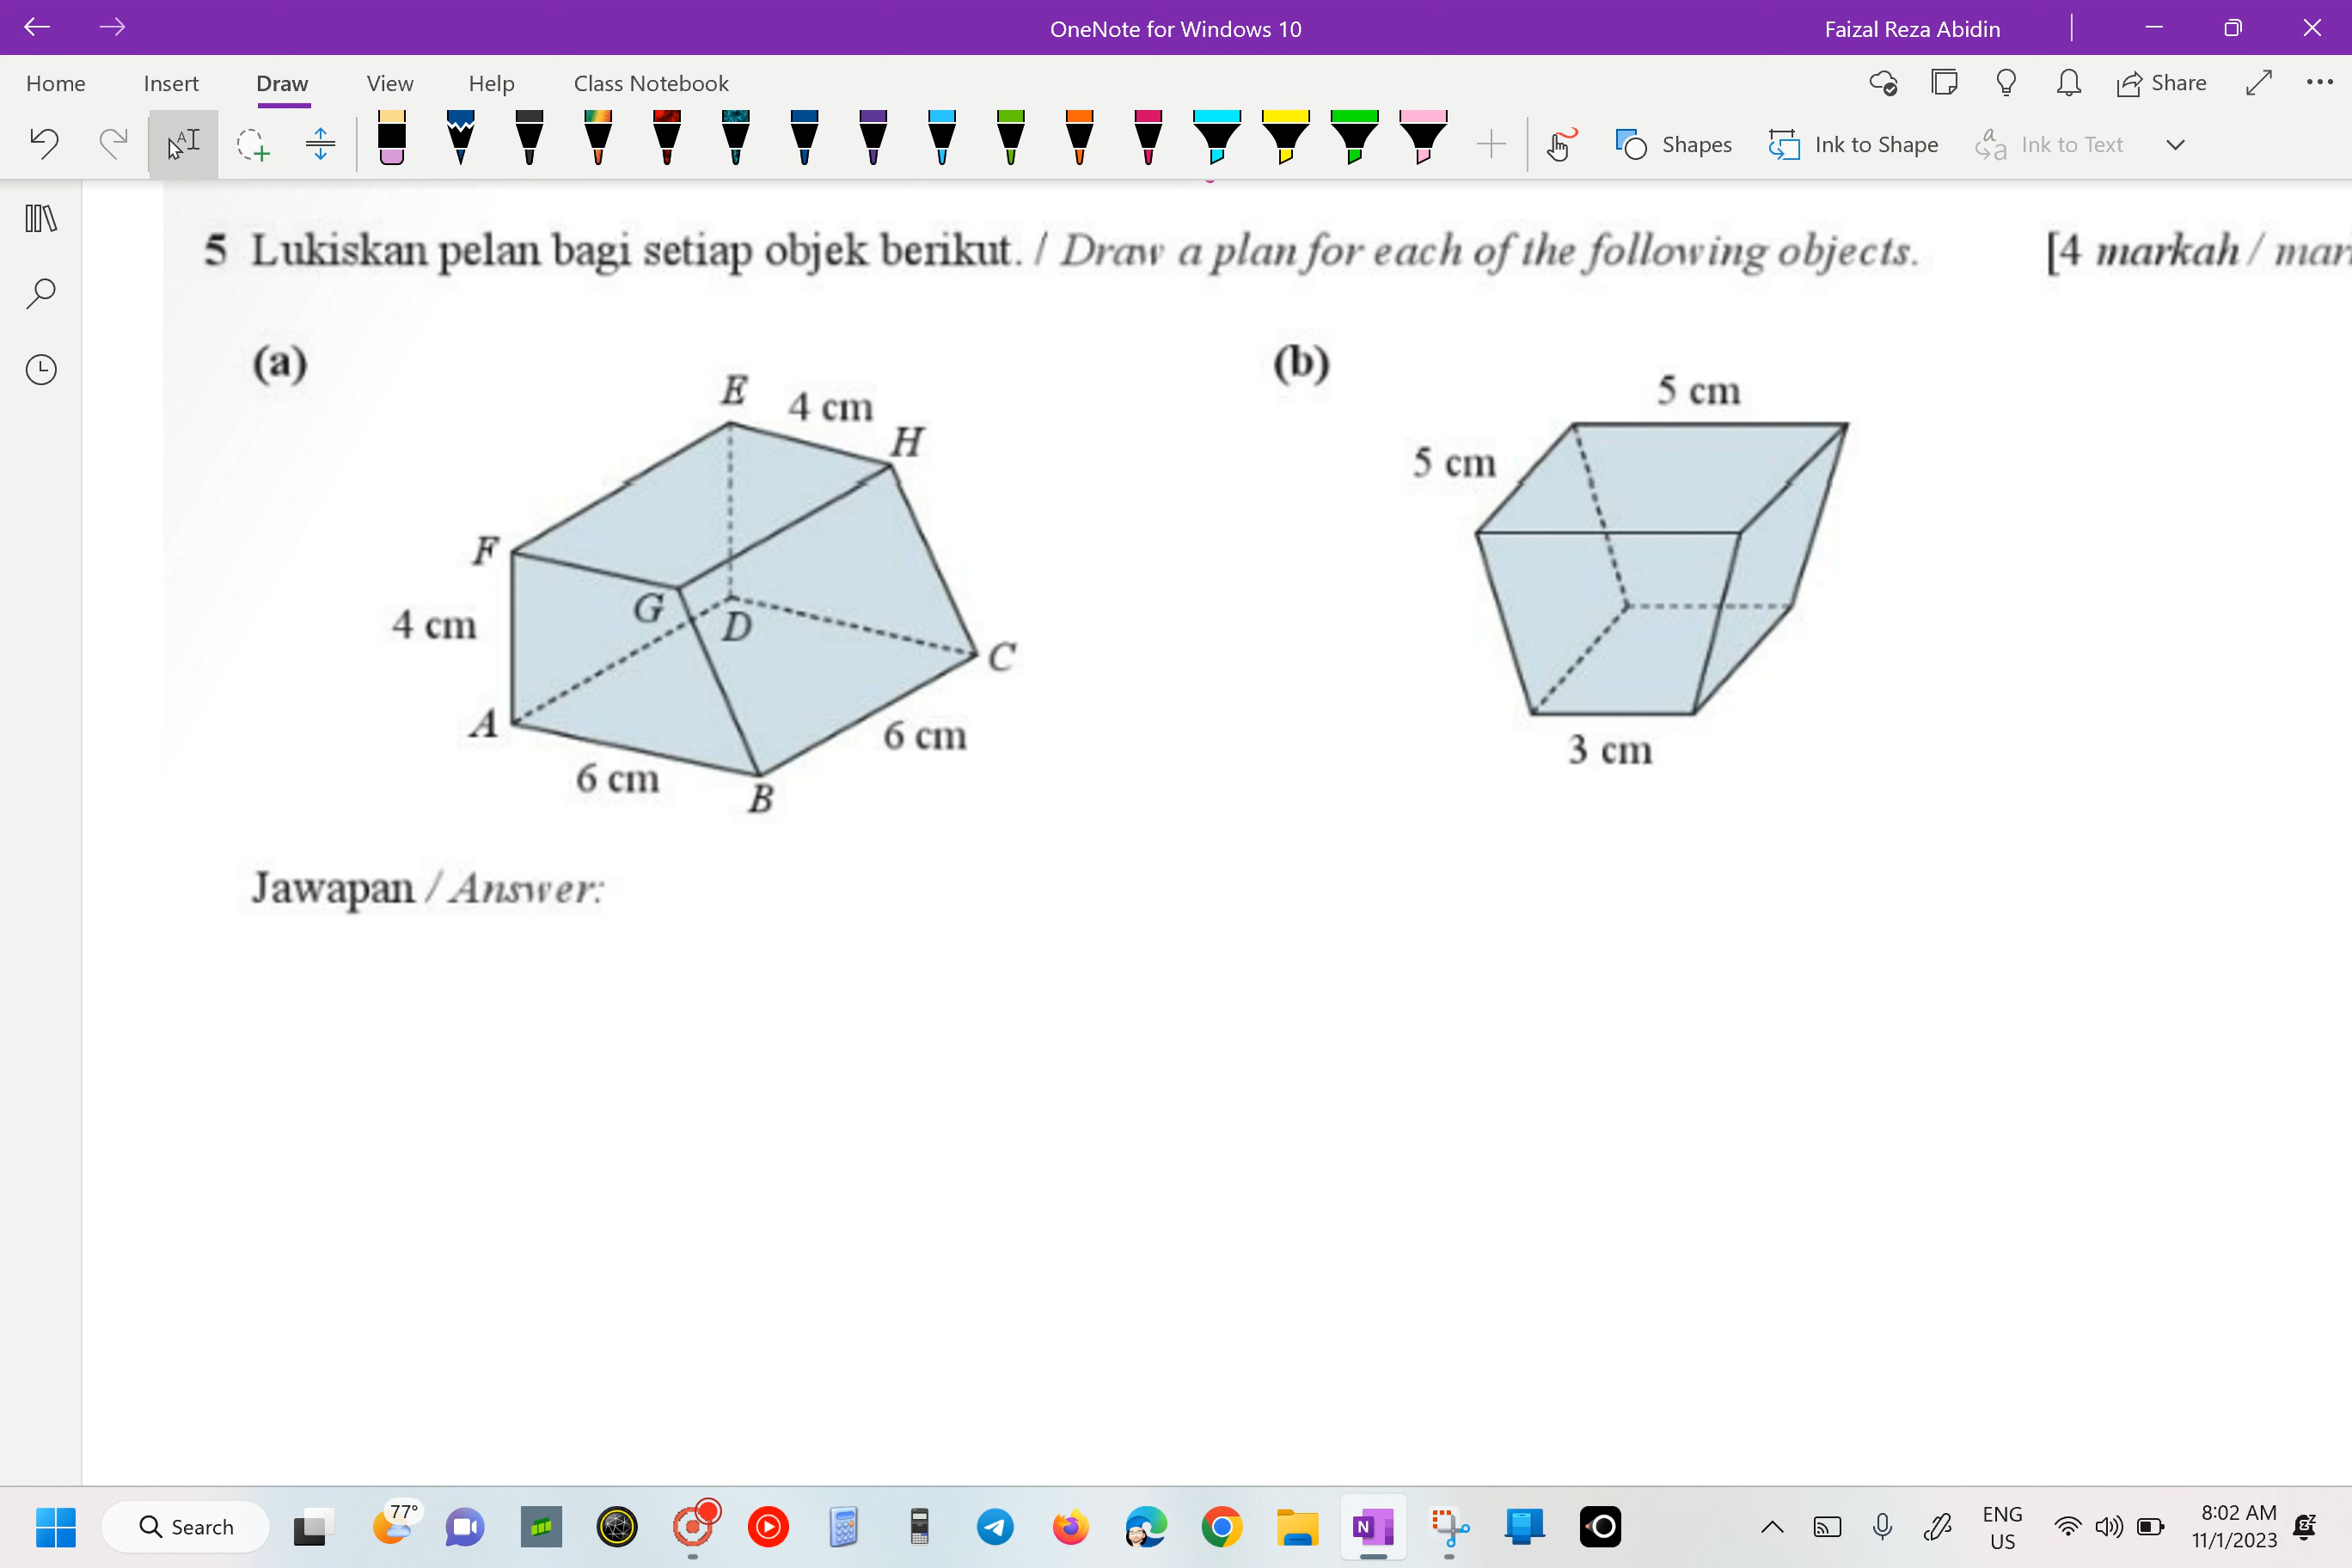 OneNote for Windows 10
Faizal Reza Abidin
Home Insert Draw View Help Class Notebook
Share
Shapes Ink to Shape Ink to Text
5 Lukiskan pelan bagi setiap objek berikut. / Draw a plan for each of the following objects. [4 markah / mar
(a)
E 4 cm
H
F
G
D
4 cm
C
A
6 cm
6 cm
B
(b)
5 cm
5 cm
3 cm
Jawapan / Answer:
77°
Search
ENG
US
8:02 AM
11/1/2023